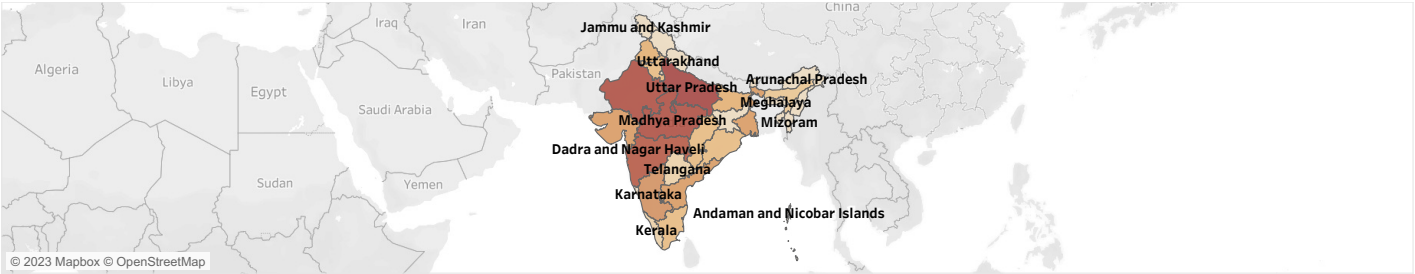 China
Iraq
Iran
Jammu and Kashmir
Algeria
Libya
Egypt
Pakistan
Uttarakhand
Arunachal Pradesh
Uttar Pradesh
Meghalaya
Saudi Arabia
Madhya Pradesh
Mizoram
Dadra and Nagar Haveli
Telangana
Sudan
Yemen
Karnataka
Andaman and Nicobar Islands
Kerala
© 2023 Mapbox © OpenStreetMap